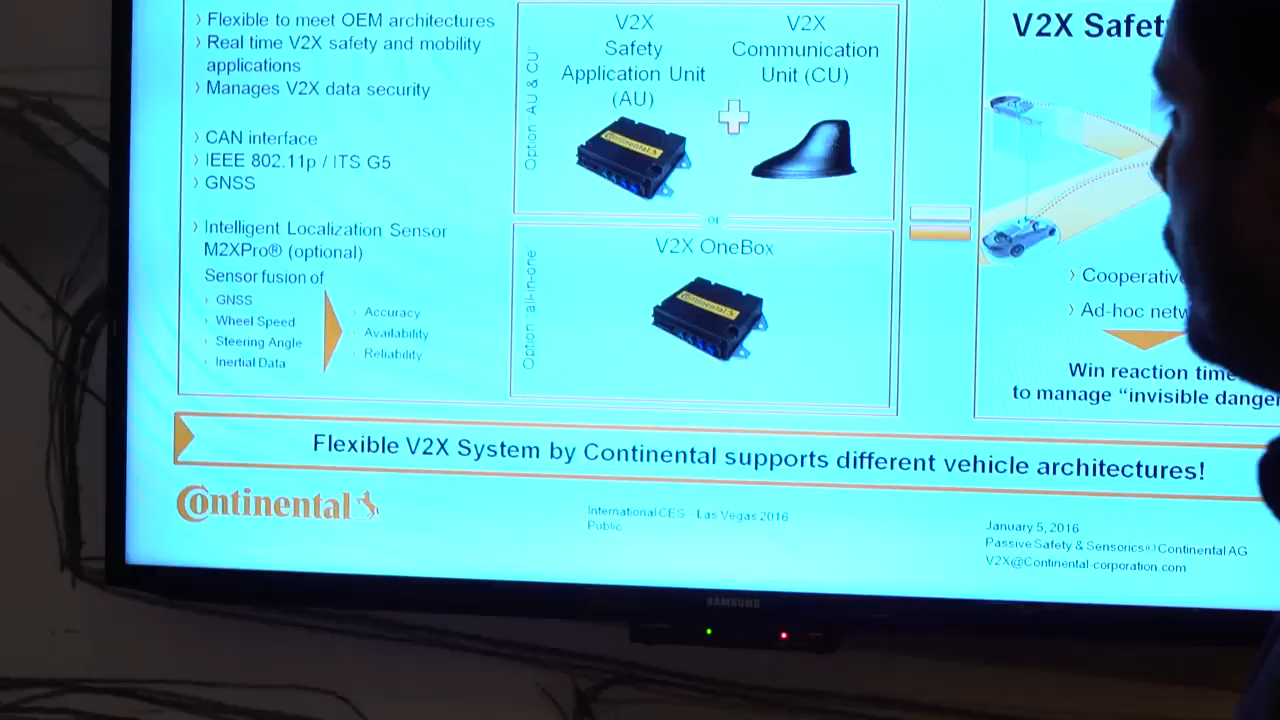 › Flexible to meet OEM architectures
› Real time V2X safety and mobility
applications
› Manages V2X data security
› CAN interface
› IEEE 802.11p / ITS G5
› GNSS
› Intelligent Localization Sensor
M2XPro® (optional)
Sensor fusion of
› GNSS
› Wheel Speed
› Steering Angle
› Inertial Data
› Accuracy
› Availability
› Reliability
Option "AU & CU"
V2X
Safety
Application Unit
(AU)
Continental
V2X
Communication
Unit (CU)
or
Option "all-in-one
V2X OneBox
Continental
V2X Safet
› Cooperative
› Ad-hoc netw
Win reaction time
to manage “invisible danger
Flexible V2X System by Continental supports different vehicle architectures!
Continental
International CES - Las Vegas 2016
Public
January 5, 2016
Passive Safety & Sensorics © Continental AG
V2X@Continental-corporation.com
SAMSUNG